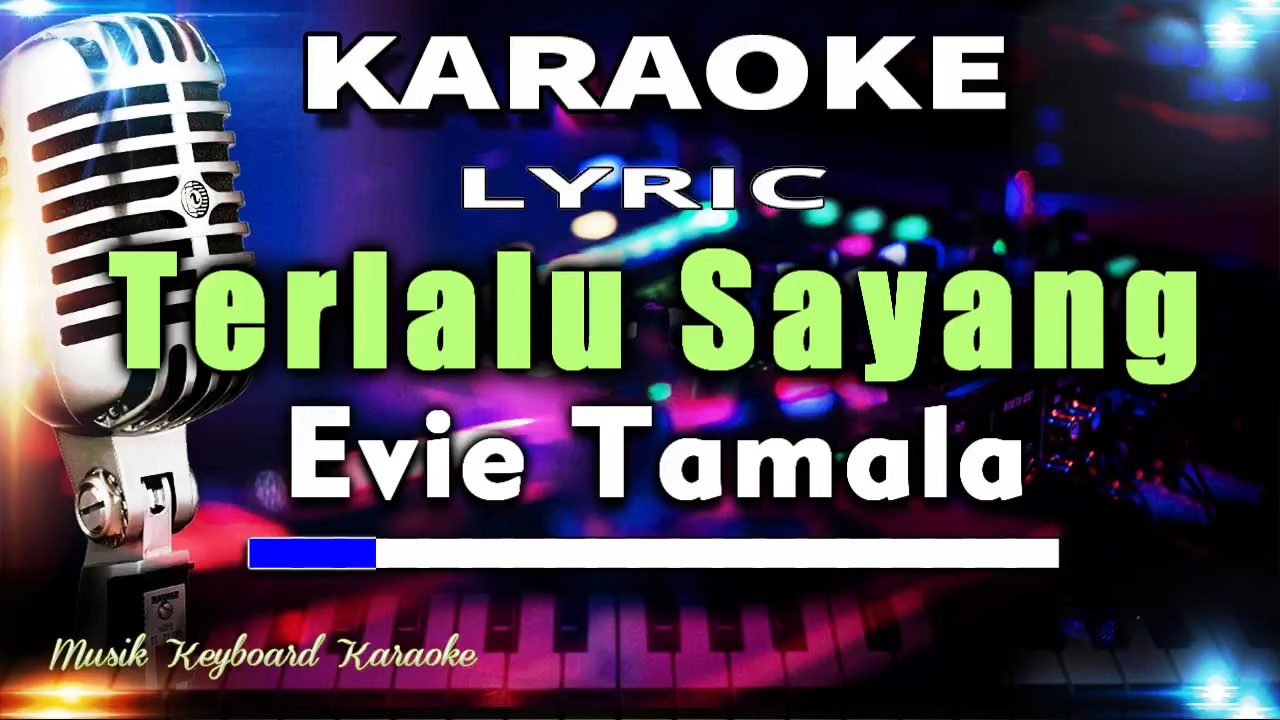 KARAOKE
LYRIC
Terlalu Sayang
Evie Tamala
Musik Keyboard Karaoke